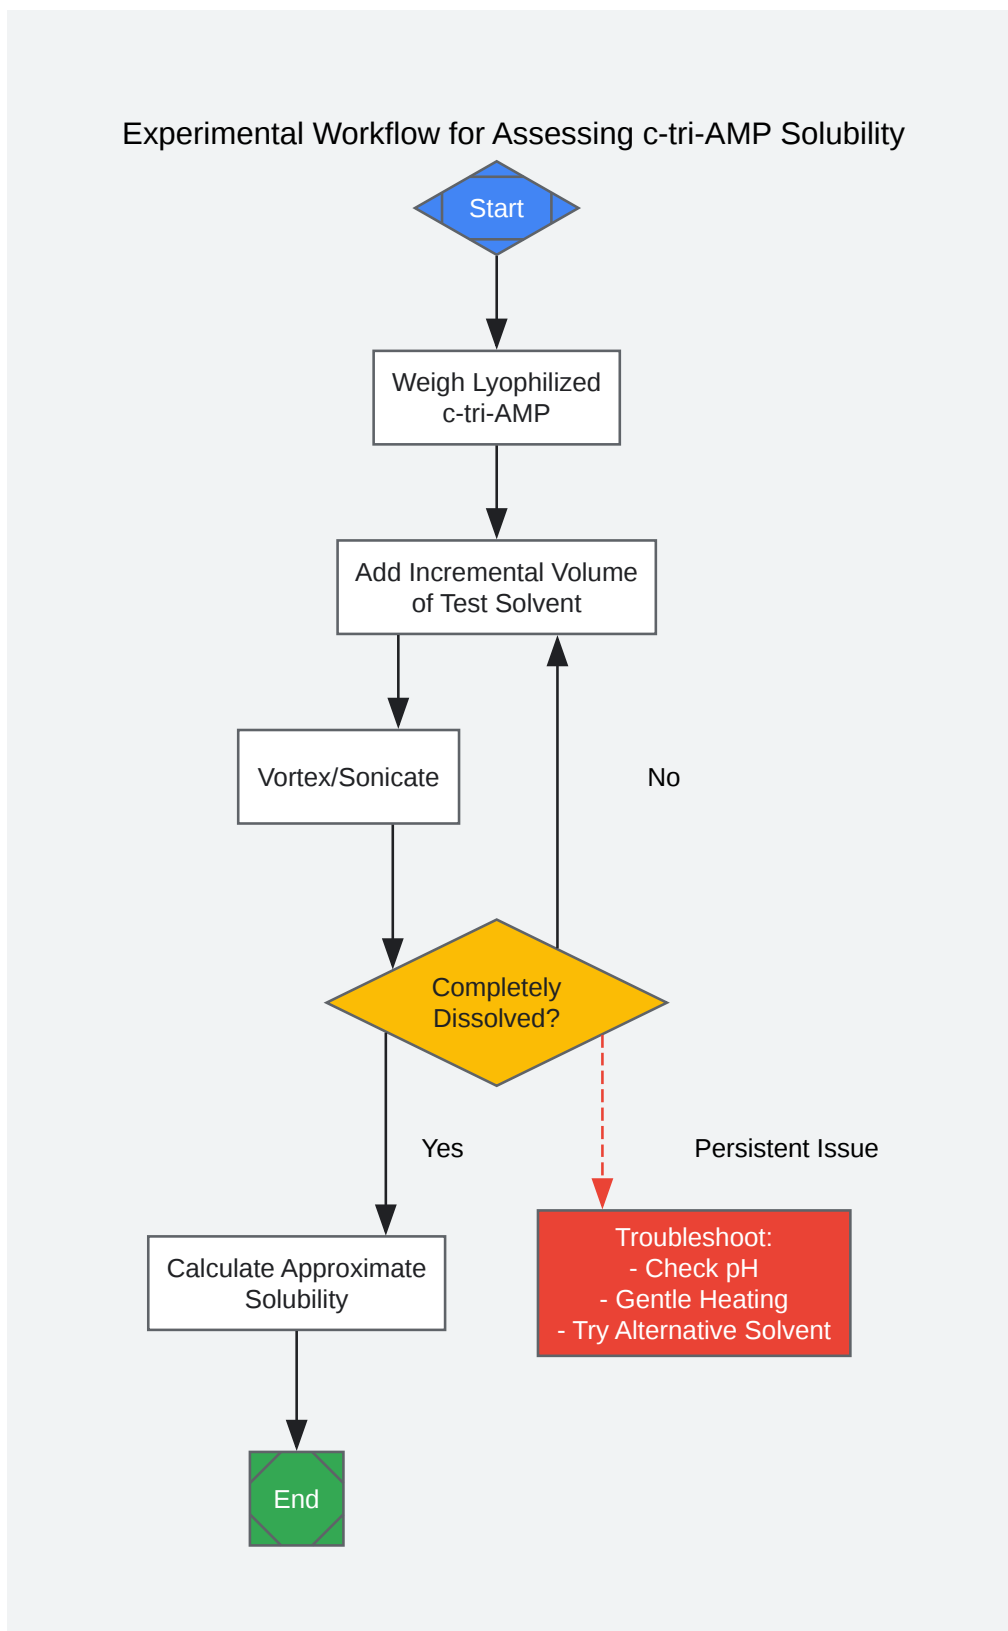 Experimental Workflow for Assessing c-tri-AMP Solubility
Start
Weigh Lyophilized
c-tri-AMP
Add Incremental Volume
of Test Solvent
Vortex/Sonicate
No
Completely
Dissolved?
Yes
Persistent Issue
Calculate Approximate
Solubility
Troubleshoot:
- Check pH
- Gentle Heating
- Try Alternative Solvent
End